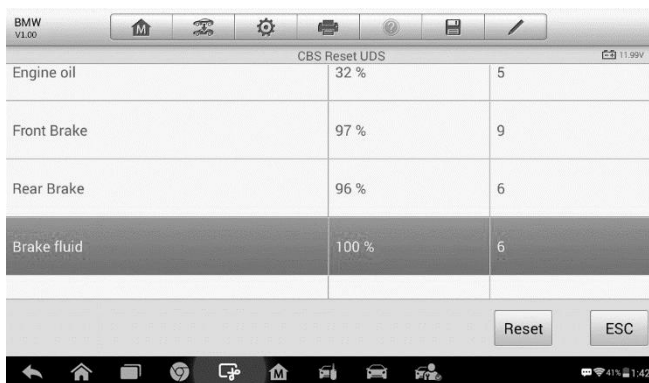 BMW
V1.00
CBS Reset UDS
11.99V
Engine oil 32 % 5
Front Brake 97 % 9
Rear Brake 96 % 6
Brake fluid 100 % 6
Reset ESC
41% 1:42